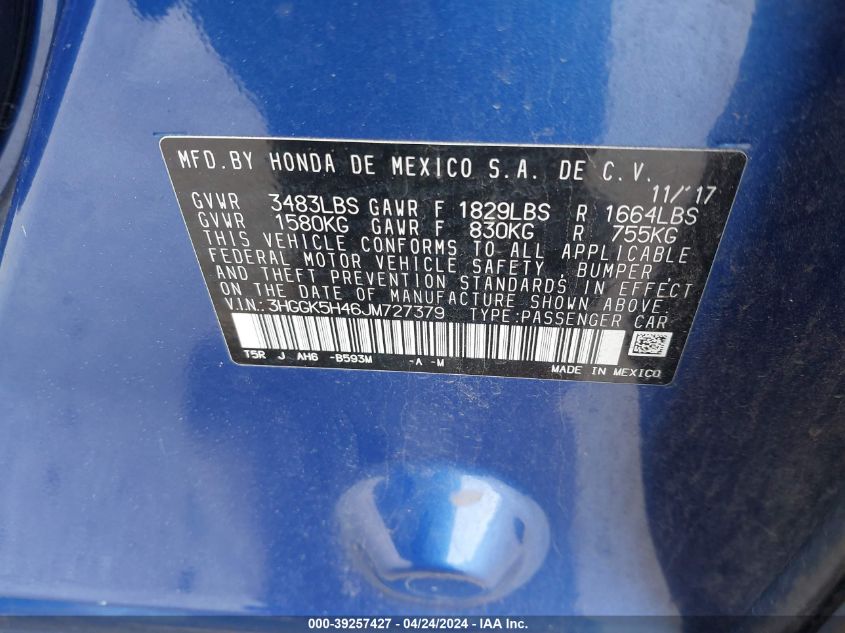 MFD. BY HONDA DE MEXICO S.A. DE C.V.
11/'17
GVWR 3483LBS GAWR F 1829LBS R 1664LBS
GVWR 1580KG GAWR F 830KG R 755KG
THIS VEHICLE CONFORMS TO ALL APPLICABLE
FEDERAL MOTOR VEHICLE SAFETY, BUMPER
AND THEFT PREVENTION STANDARDS IN EFFECT
ON THE DATE OF MANUFACTURE SHOWN ABOVE.
V.I.N.: 3HGGK5H46JM727379 TYPE:PASSENGER CAR
T5R J AH6 -B593M -A -M
MADE IN MEXICO
000-39257427 - 04/24/2024 - IAA Inc.